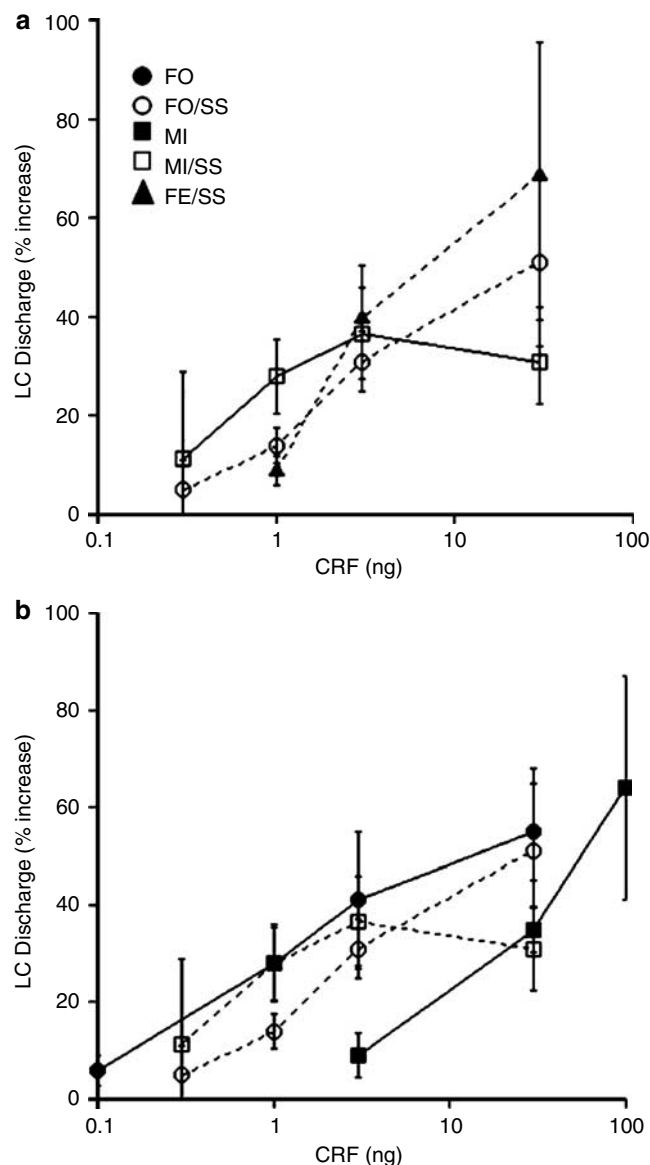 a
100
80
60
40
20
0
LC Discharge (% increase)
FO
FO/SS
MI
MI/SS
FE/SS
0.1
1
10
100
CRF (ng)
b
100
80
60
40
20
0
LC Discharge (% increase)
0.1
1
10
100
CRF (ng)